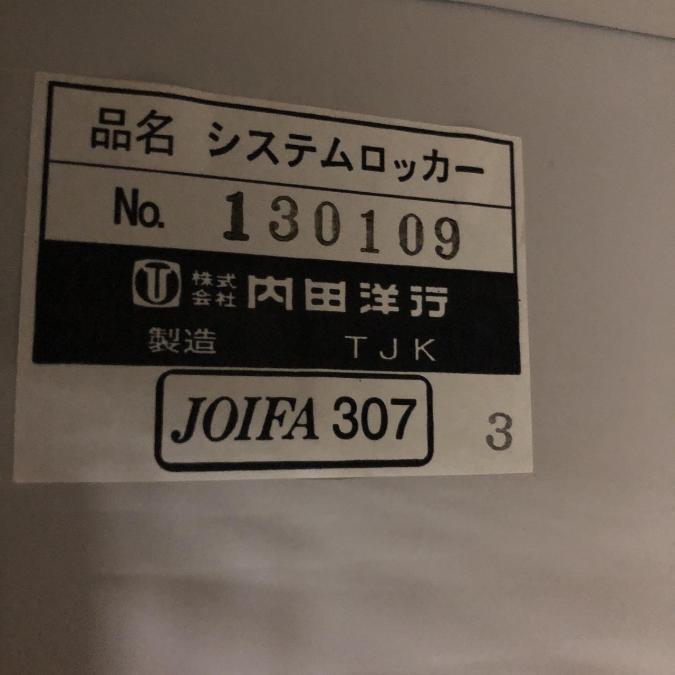 品名 システムロッカー
No. 130109
株式会社 内田洋行
製造 TJK
JOIFA 307
3